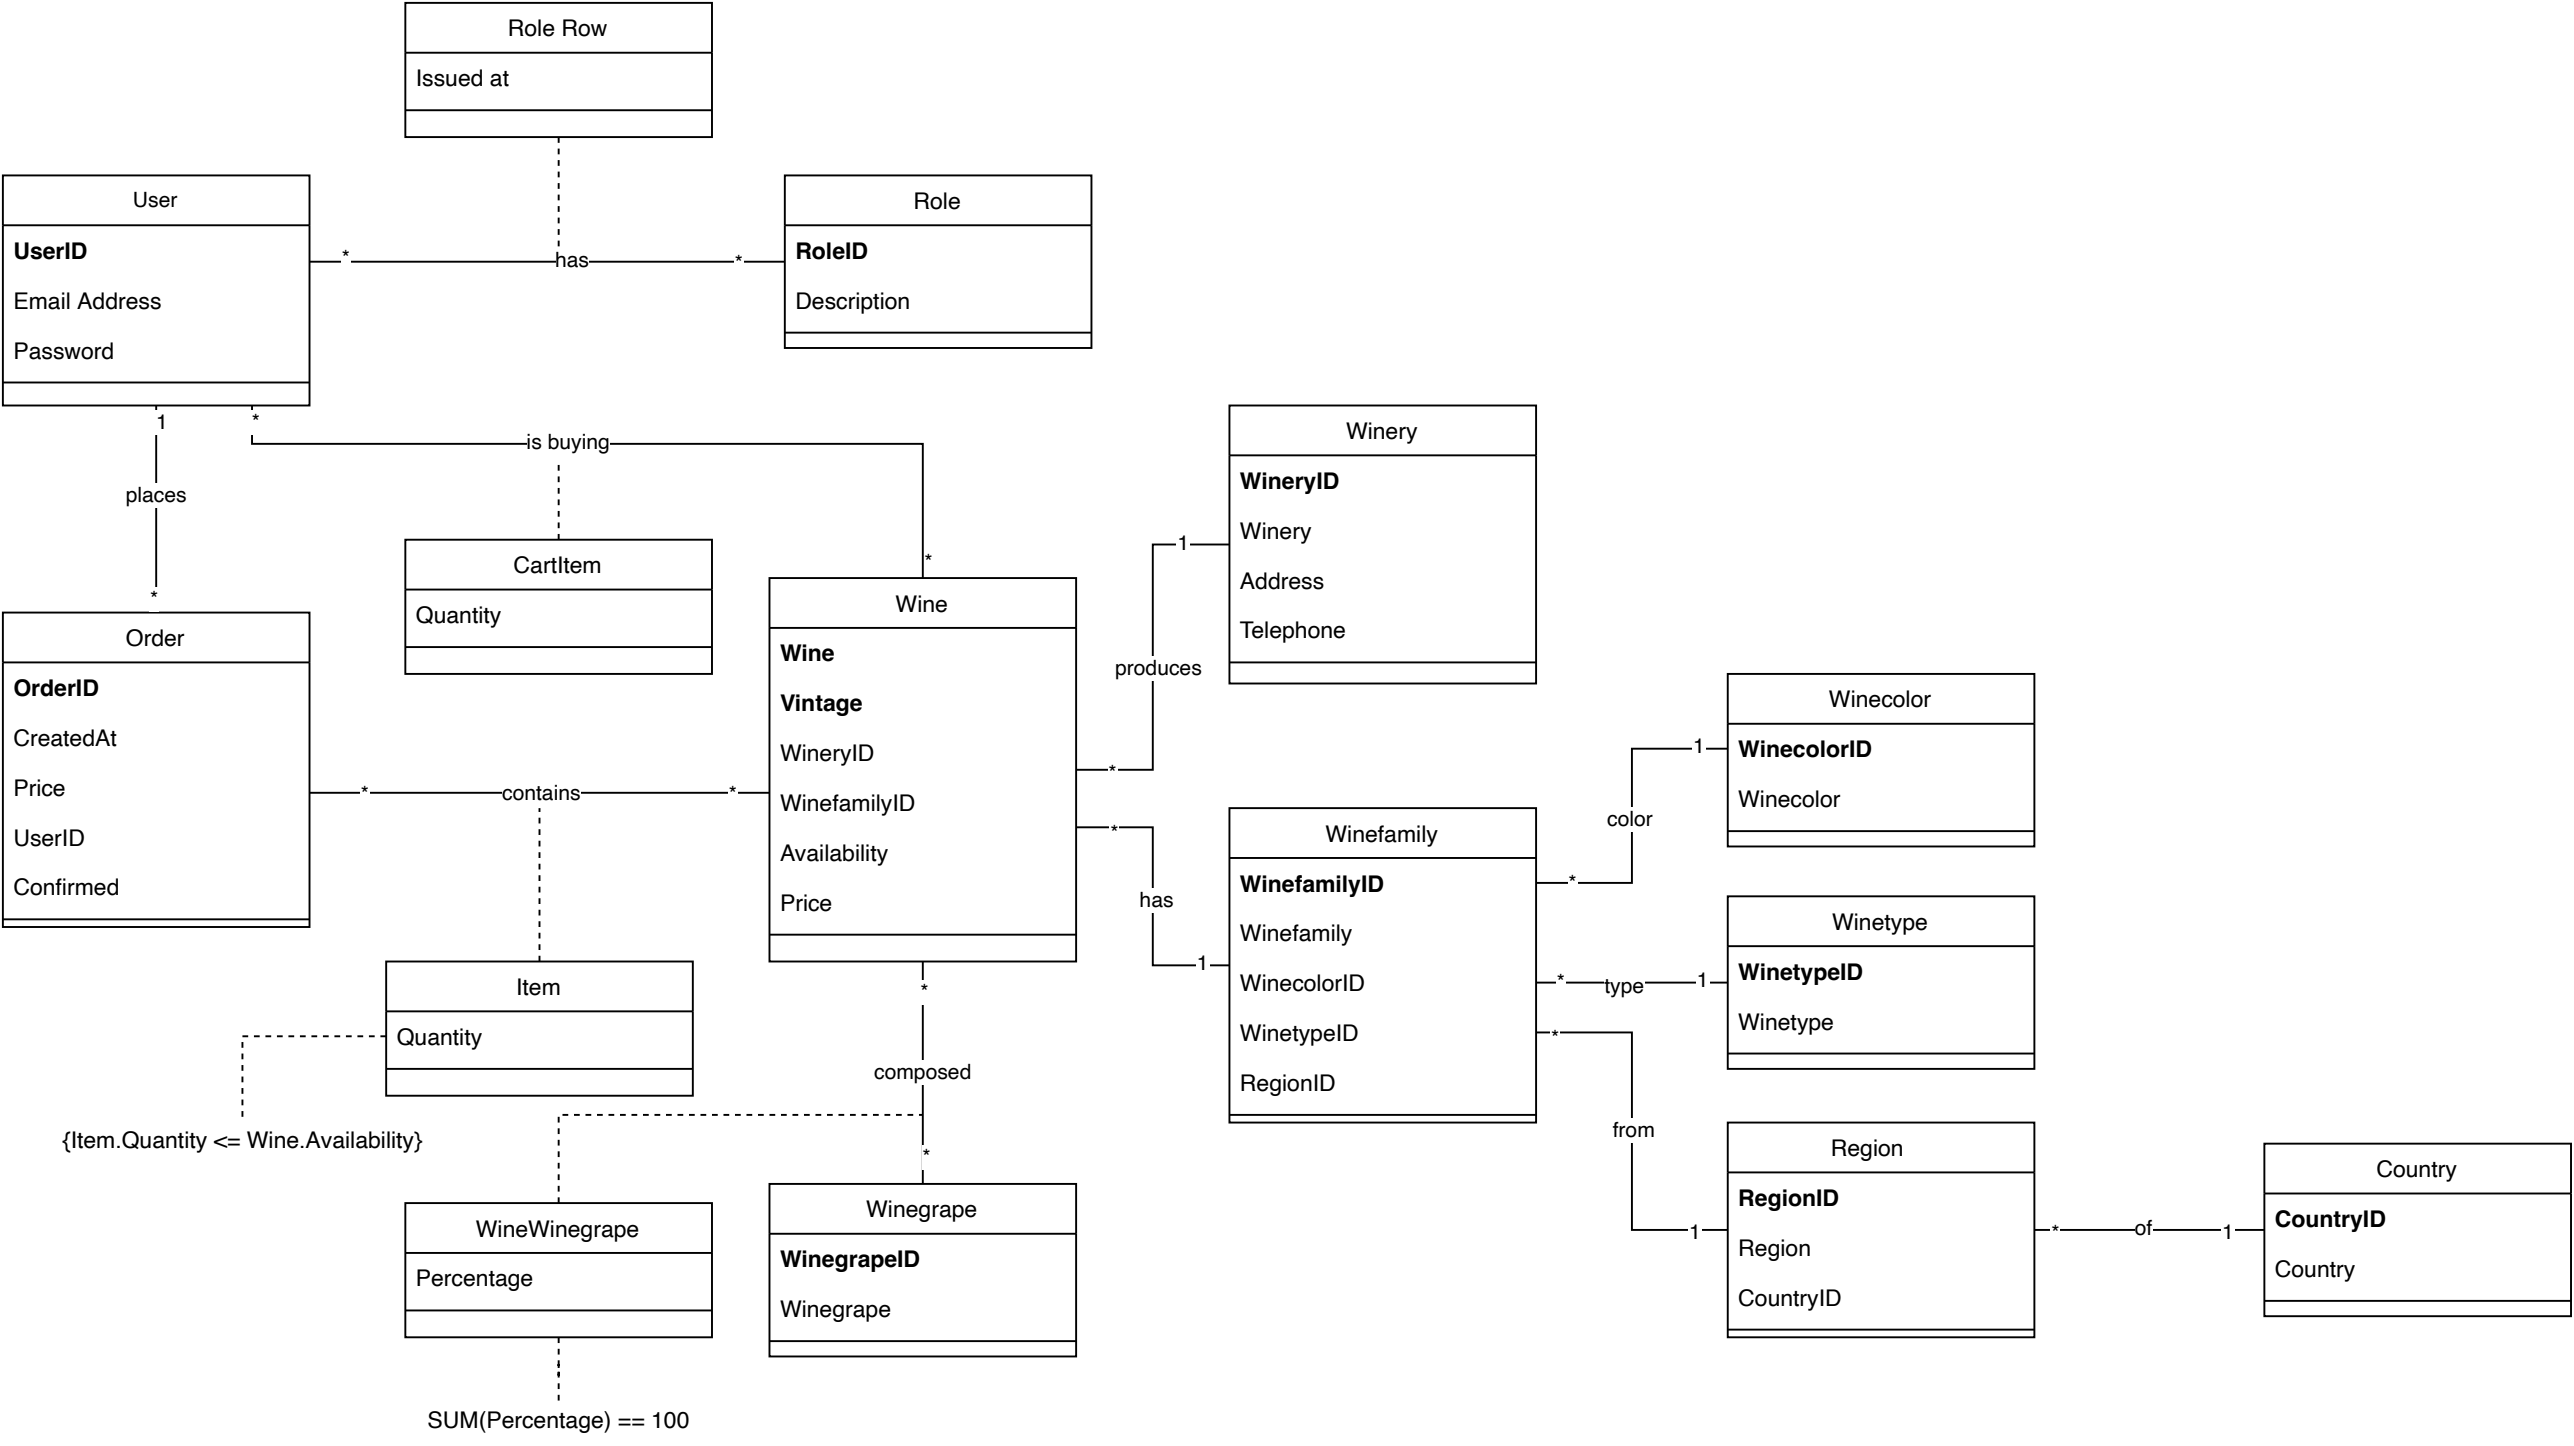 Role Row
Issued at
User
UserID
Email Address
Password
* has *
Role
RoleID
Description
1
places
*
*
is buying
*
CartItem
Quantity
Order
OrderID
CreatedAt
Price
UserID
Confirmed
* contains *
Item
Quantity
{Item.Quantity <= Wine.Availability}
Wine
Wine
Vintage
WineryID
WinefamilyID
Availability
Price
*
composed
*
WineWinegrape
Percentage
SUM(Percentage) == 100
Winegrape
WinegrapeID
Winegrape
1
produces
*
Winery
WineryID
Winery
Address
Telephone
*
has
1
Winefamily
WinefamilyID
Winefamily
WinecolorID
WinetypeID
RegionID
1
color
*
Winecolor
WinecolorID
Winecolor
* type 1
Winetype
WinetypeID
Winetype
*
from
1
Region
RegionID
Region
CountryID
* of 1
Country
CountryID
Country